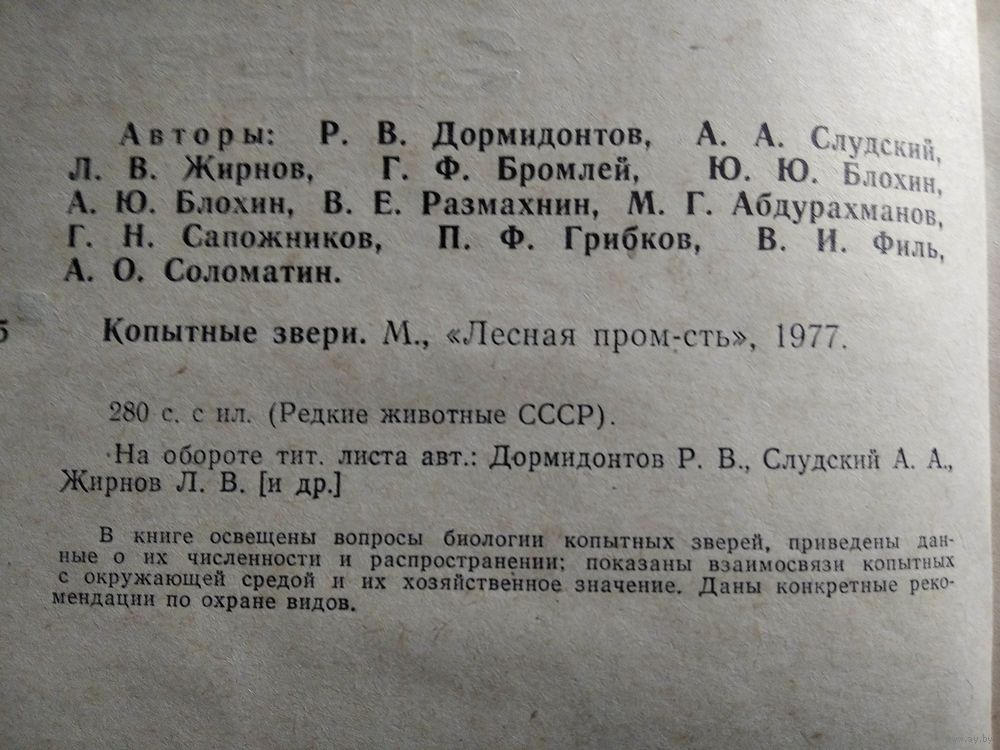 Авторы: Р. В. Дормидонтов, А. А. Слудский,
Л. В. Жирнов, Г. Ф. Бромлей, Ю. Ю. Блохин,
А. Ю. Блохин, В. Е. Размахнин, М. Г. Абдурахманов,
Г. Н. Сапожников, П. Ф. Грибков, В. И. Филь,
А. О. Соломатин.
5 Копытные звери. М., «Лесная пром-сть», 1977.
280 с. с ил. (Редкие животные СССР).
На обороте тит. листа авт.: Дормидонтов Р. В., Слудский А. А.,
Жирнов Л. В. [и др.]
В книге освещены вопросы биологии копытных зверей, приведены дан-
ные о их численности и распространении; показаны взаимосвязи копытных
с окружающей средой и их хозяйственное значение. Даны конкретные реко-
мендации по охране видов.